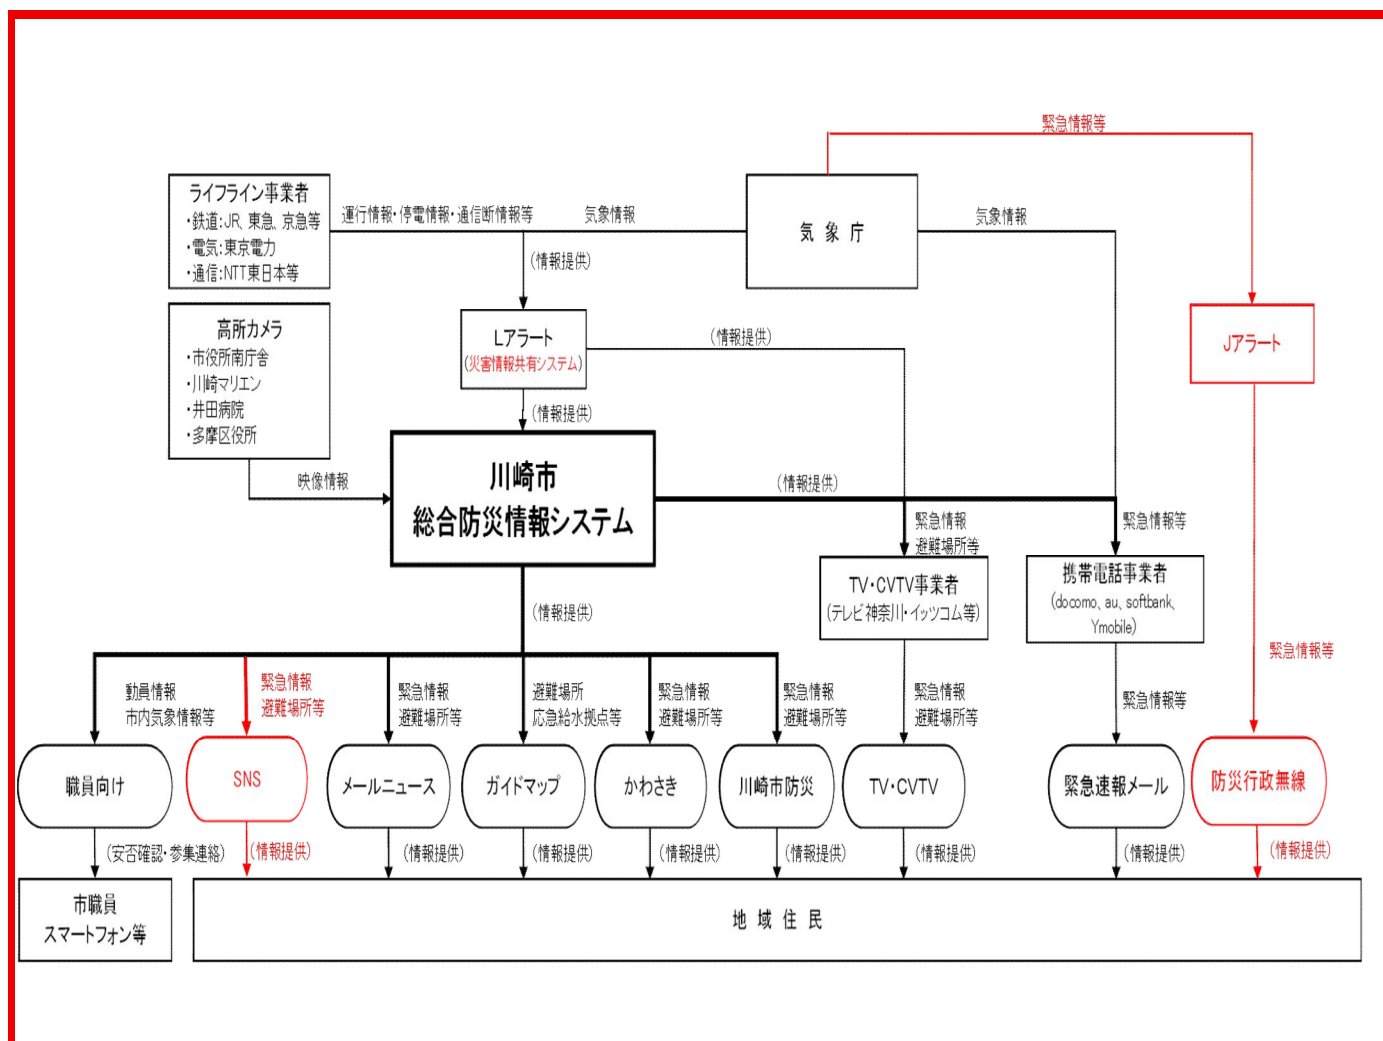 緊急情報等
ライフライン事業者
・鉄道:JR、東急、京急等
・電気:東京電力
・通信:NTT東日本等
運行情報・停電情報・通信断情報等
気象情報
気象庁
気象情報
(情報提供)
高所カメラ
・市役所南庁舎
・川崎マリエン
・井田病院
・多摩区役所
Lアラート
(災害情報共有システム)
(情報提供)
Jアラート
(情報提供)
川崎市
総合防災情報システム
映像情報
(情報提供)
緊急情報
避難場所等
緊急情報等
TV・CVTV事業者
(テレビ神奈川・イッツコム等)
携帯電話事業者
(docomo、au、softbank、
Ymobile)
(情報提供)
緊急情報等
動員情報
市内気象情報等
緊急情報
避難場所等
緊急情報
避難場所等
避難場所
応急給水拠点等
緊急情報
避難場所等
緊急情報
避難場所等
緊急情報
避難場所等
緊急情報等
職員向け
SNS
メールニュース
ガイドマップ
かわさき
川崎市防災
TV・CVTV
緊急速報メール
防災行政無線
(安否確認・参集連絡)
(情報提供)
(情報提供)
(情報提供)
(情報提供)
(情報提供)
(情報提供)
(情報提供)
(情報提供)
市職員
スマートフォン等
地域住民